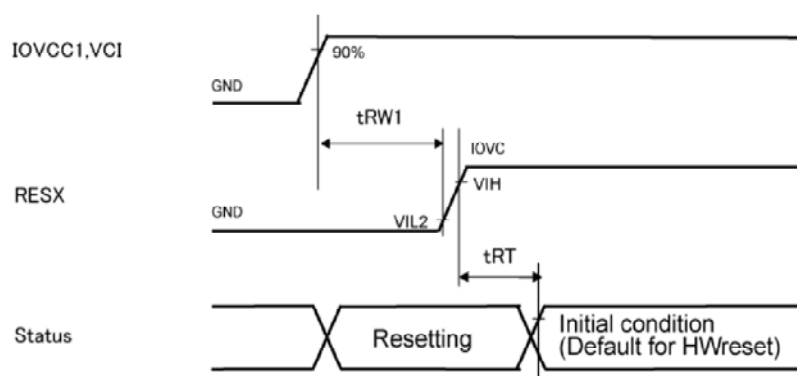 IOVCC1,VCI
90%
GND
tRW1
IOVC
RESX
VIH
GND
VIL2
tRT
Status
Resetting
Initial condition
(Default for HWreset)